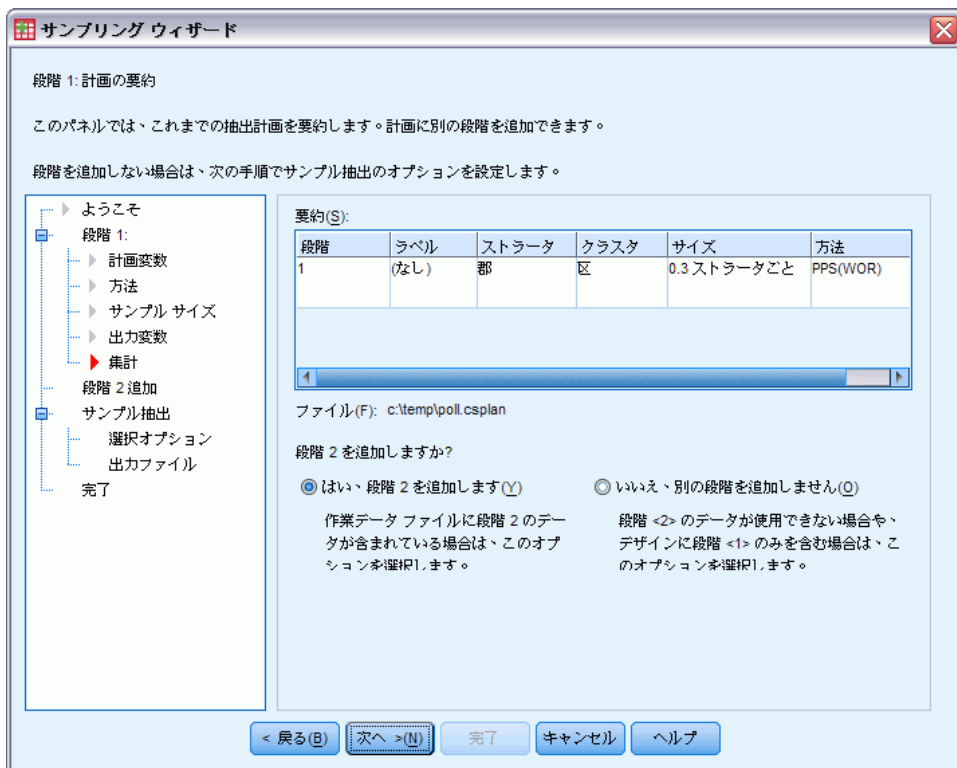 サンプリング ウィザード
段階 1: 計画の要約
このパネルでは、これまでの抽出計画を要約します。計画に別の段階を追加できます。
段階を追加しない場合は、次の手順でサンプル抽出のオプションを設定します。
ようこそ
段階 1:
計画変数
方法
サンプル サイズ
出力変数
集計
段階 2 追加
サンプル抽出
選択オプション
出力ファイル
完了
要約(S):
段階 ラベル ストラータ クラスタ サイズ 方法
1 (なし) 郡 区 0.3 ストラータごと PPS(WOR)
ファイル(F): c:\temp\poll.csplan
段階 2 を追加しますか?
はい、段階 2 を追加します(Y) いいえ、別の段階を追加しません(O)
作業データ ファイルに段階 2 のデー
タが含まれている場合は、このオプ
ションを選択します。
段階 <2> のデータが使用できない場合や、
デザインに段階 <1> のみを含む場合は、こ
のオプションを選択します。
< 戻る(B) 次へ >(N) 完了 キャンセル ヘルプ